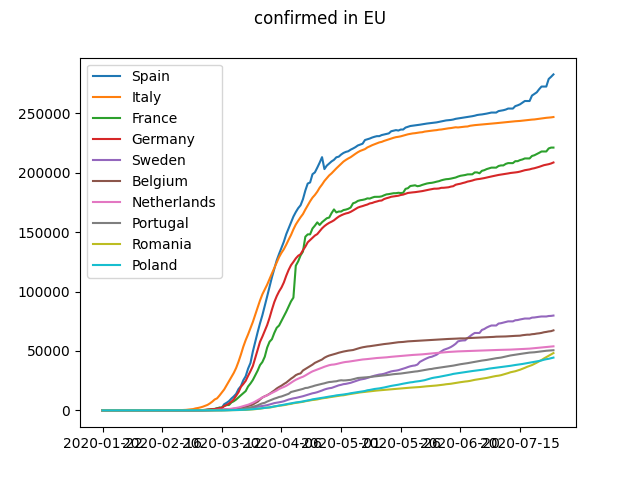 confirmed in EU
Spain
Italy
France
Germany
Sweden
Belgium
Netherlands
Portugal
Romania
Poland
250000
200000
150000
100000
50000
0
2020-01-22 2020-02-16 2020-03-12 2020-04-06 2020-05-01 2020-05-26 2020-06-20 2020-07-15